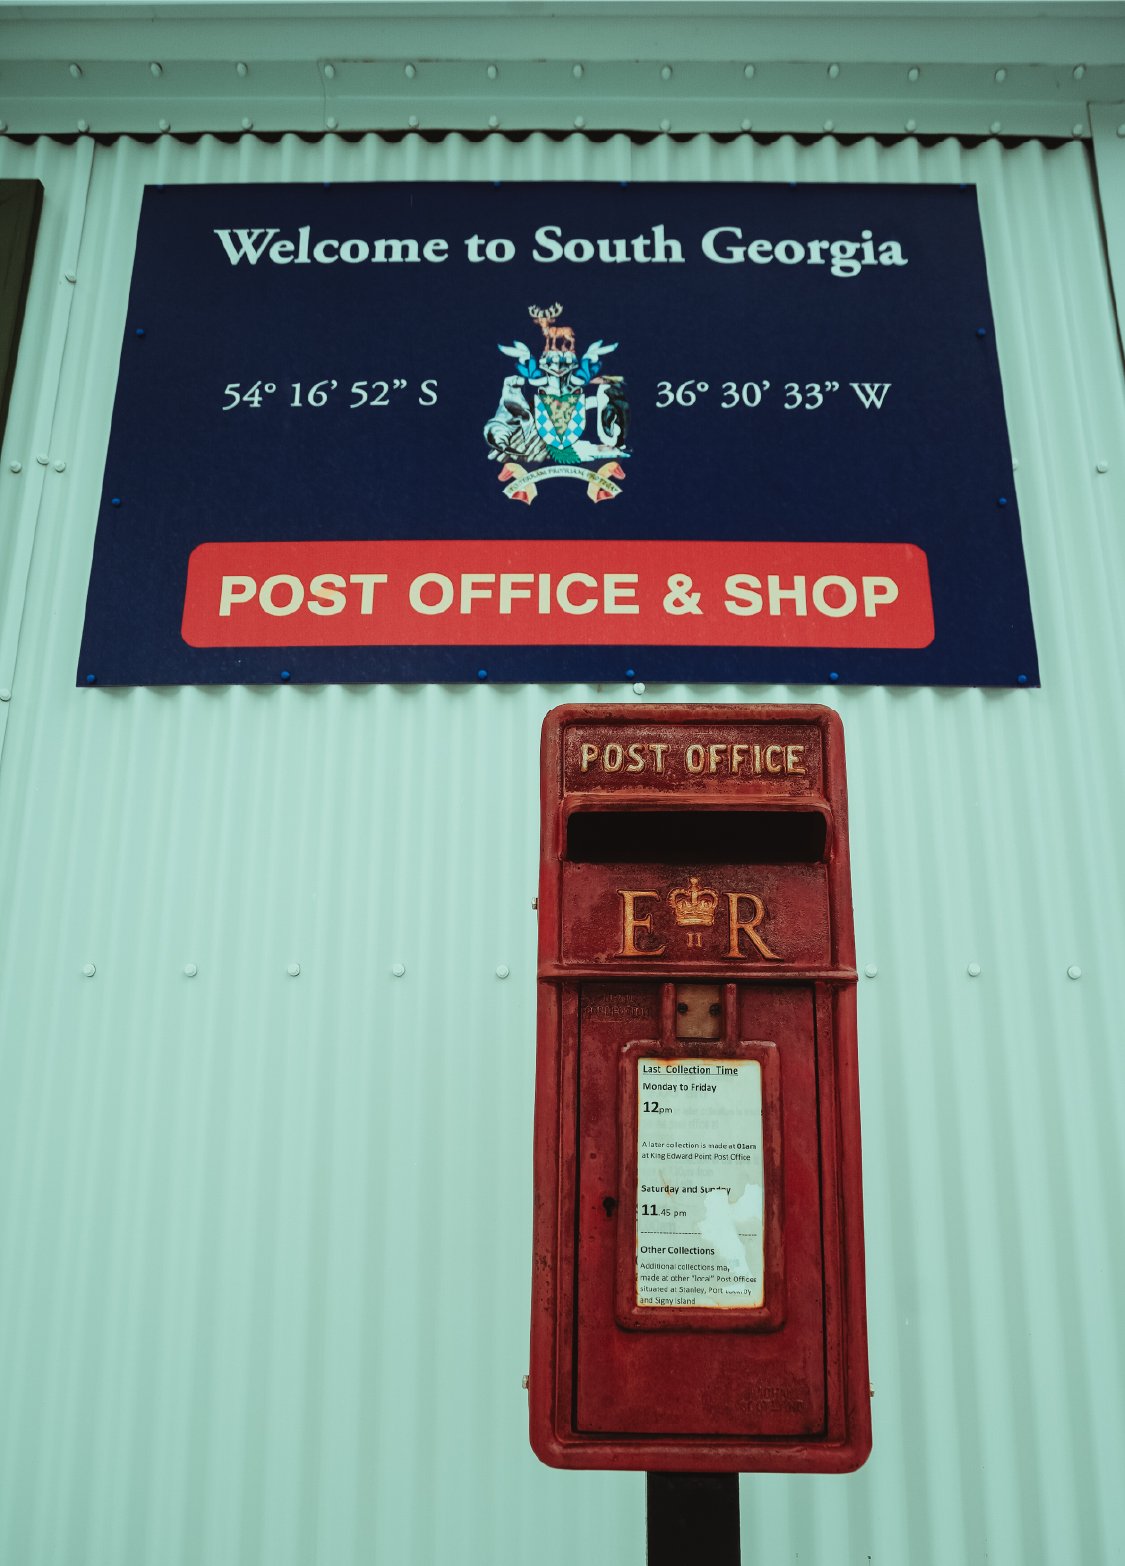 Welcome to South Georgia
54° 16’ 52” S
36° 30’ 33” W
POST OFFICE & SHOP
POST OFFICE
E II R
Last Collection Time
Monday to Friday
12pm
A later collection is made at 01am
at King Edward Point Post Office
Saturday and Sunday
11.45 pm
Other Collections
Additional collections may
made at other "local" Post Offices
situated at Stanley, Port
and Signy Island